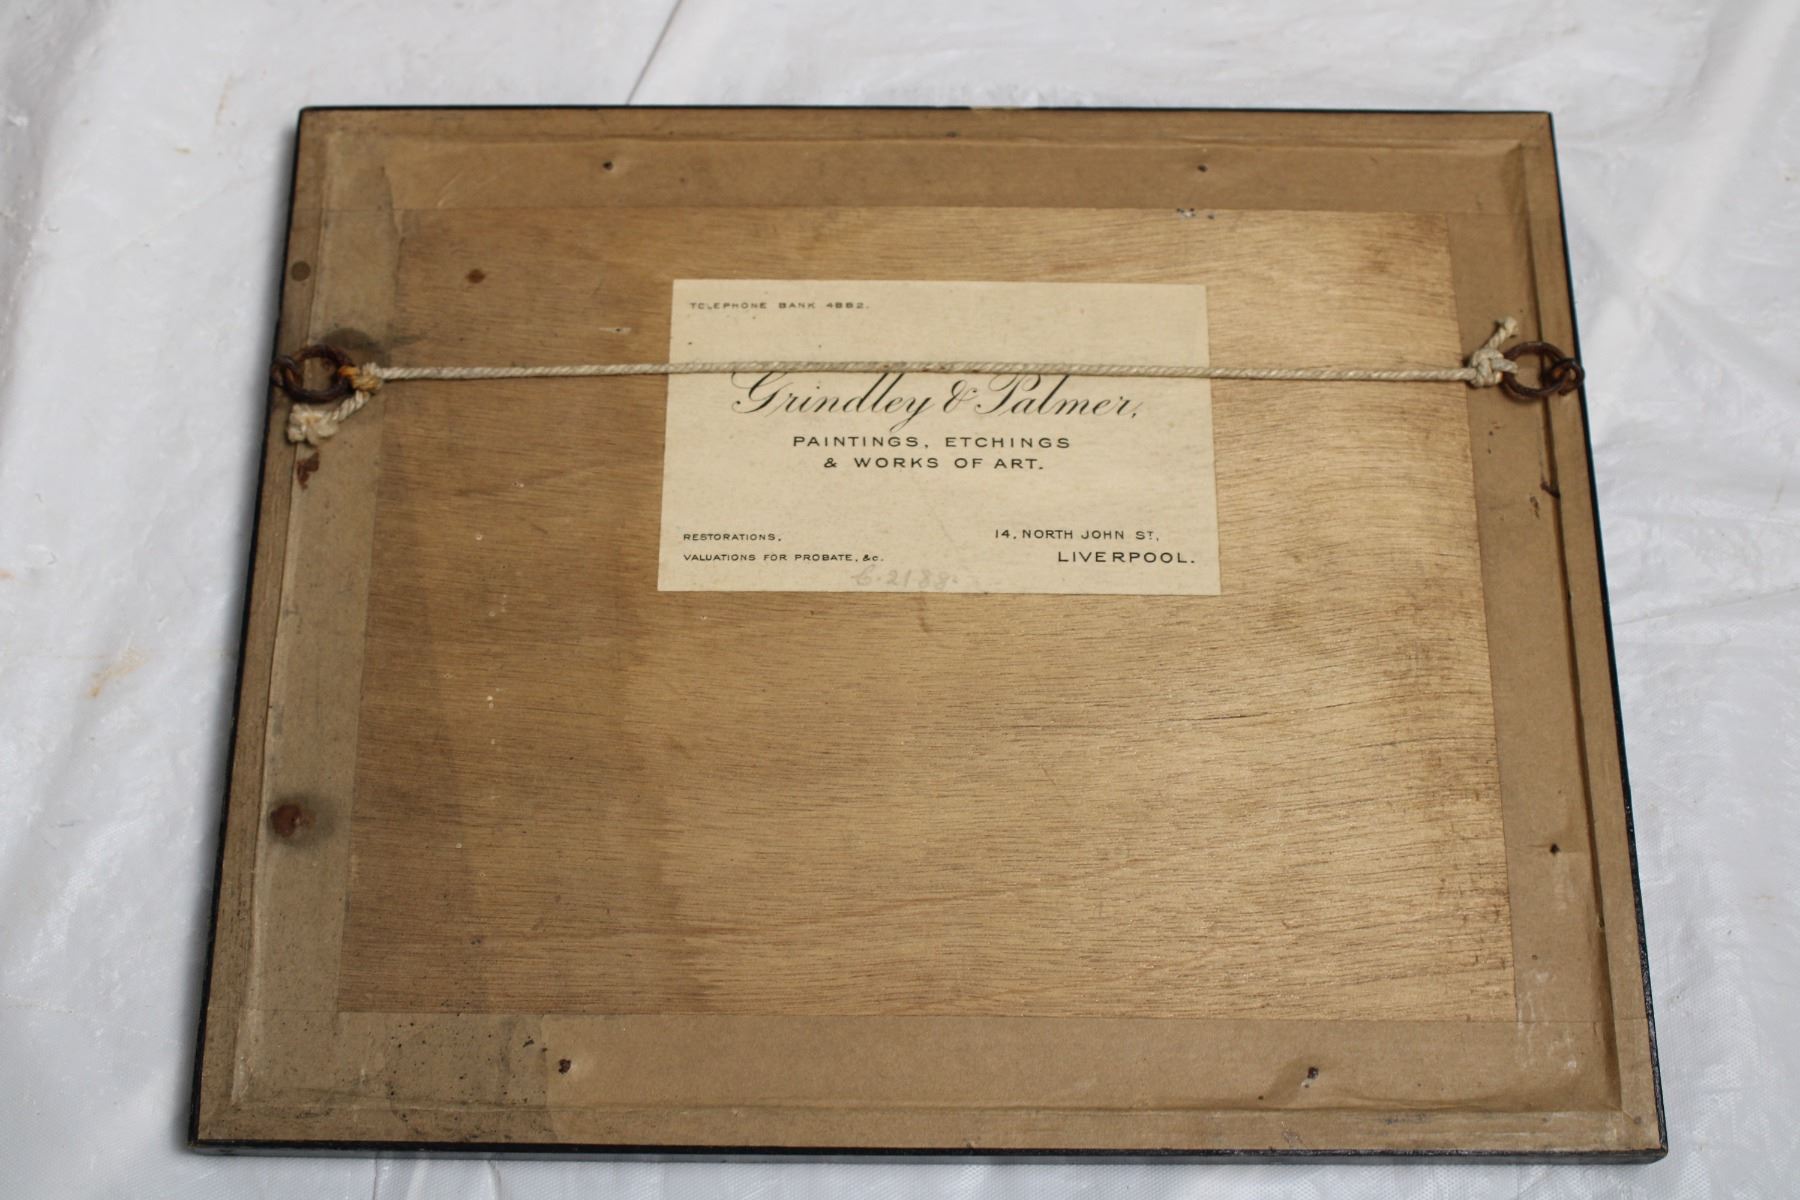 TELEPHONE BANK 4882.
Grindley & Palmer,
PAINTINGS, ETCHINGS
& WORKS OF ART.
RESTORATIONS,
VALUATIONS FOR PROBATE, &c.
14, NORTH JOHN ST,
LIVERPOOL.